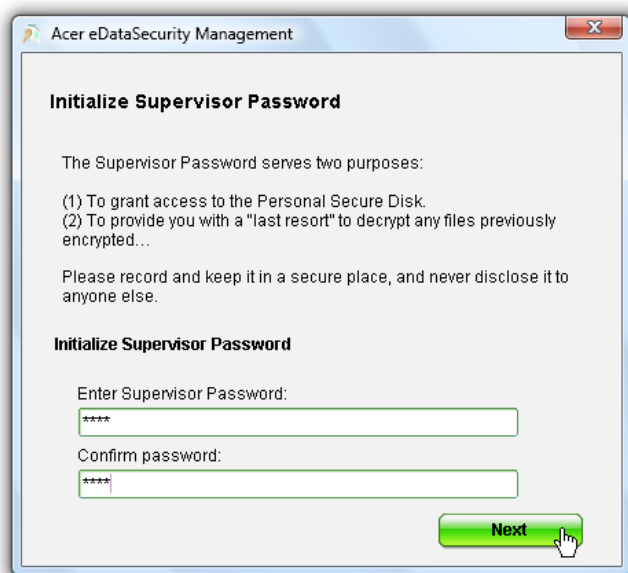 Acer eDataSecurity Management
Initialize Supervisor Password
The Supervisor Password serves two purposes:
(1) To grant access to the Personal Secure Disk.
(2) To provide you with a "last resort" to decrypt any files previously
encrypted...
Please record and keep it in a secure place, and never disclose it to
anyone else.
Initialize Supervisor Password
Enter Supervisor Password:
****
Confirm password:
****
Next